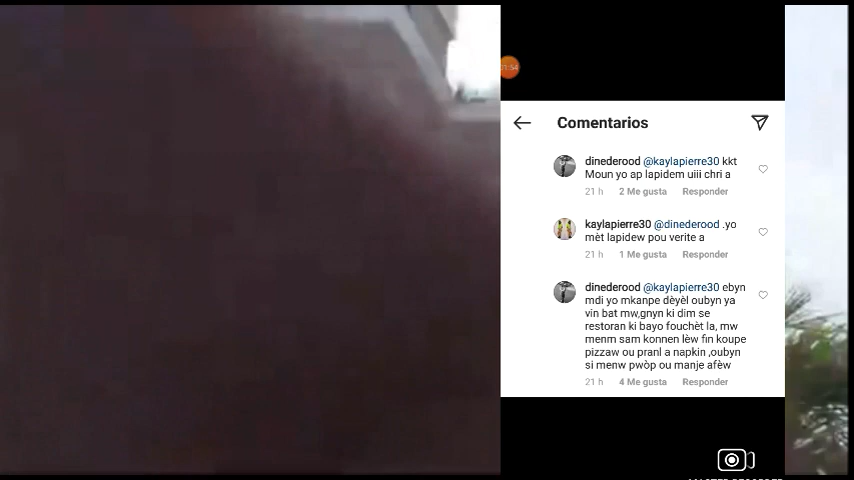 1:54
Comentarios
dinederood @kaylapierre30 kkt
Moun yo ap lapidem uiii chri a
21 h 2 Me gusta Responder
kaylapierre30 @dinederood .yo
mèt lapidew pou verite a
21 h 1 Me gusta Responder
dinederood @kaylapierre30 ebyn
mdi yo mkanpe dèyèl oubyn ya
vin bat mw,gnyn ki dim se
restoran ki bayo fouchèt la, mw
menm sam konnen lèw fin koupe
pizzaw ou pranl a napkin ,oubyn
si menw pwòp ou manje afèw
21 h 4 Me gusta Responder